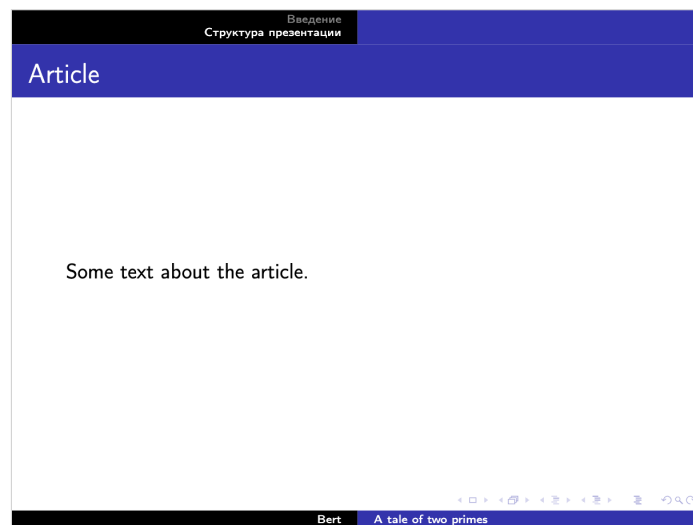 Введение
Структура презентации
Article
Some text about the article.
Bert
A tale of two primes